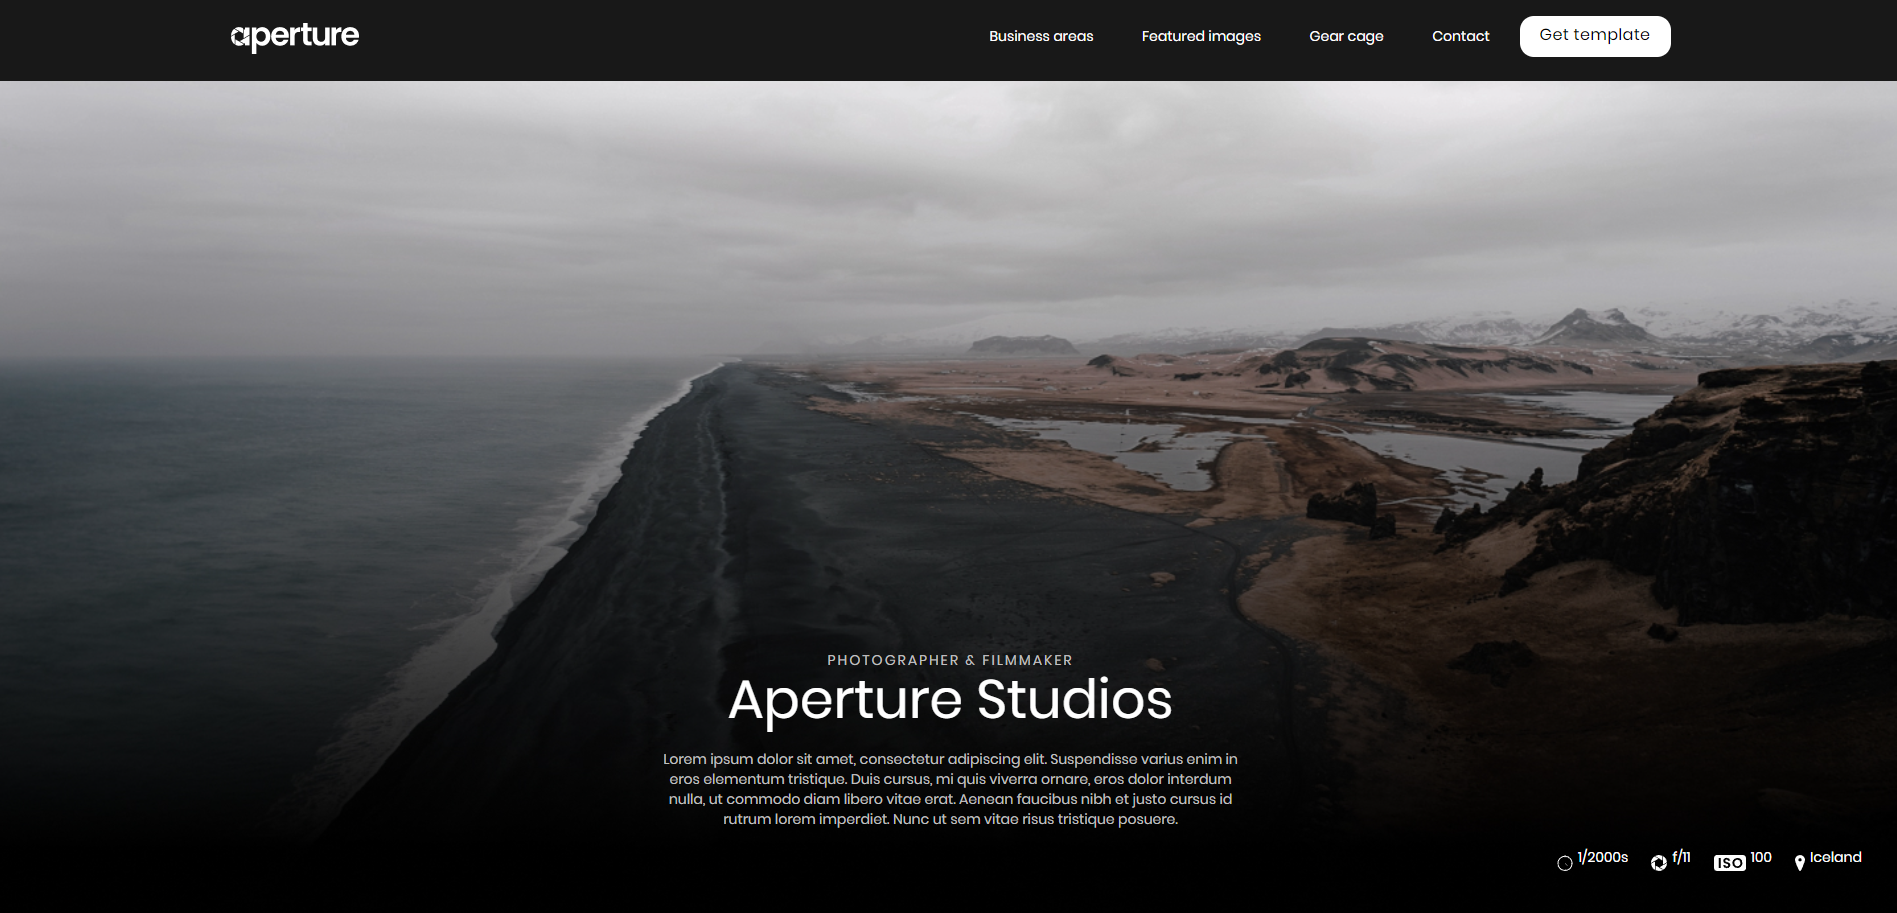 aperture
Business areas
Featured images
Gear cage
Contact
Get template
PHOTOGRAPHER & FILMMAKER
Aperture Studios
Lorem ipsum dolor sit amet, consectetur adipiscing elit. Suspendisse varius enim in
eros elementum tristique. Duis cursus, mi quis viverra ornare, eros dolor interdum
nulla, ut commodo diam libero vitae erat. Aenean faucibus nibh et justo cursus id
rutrum lorem imperdiet. Nunc ut sem vitae risus tristique posuere.
1/2000s
f/11
ISO 100
Iceland